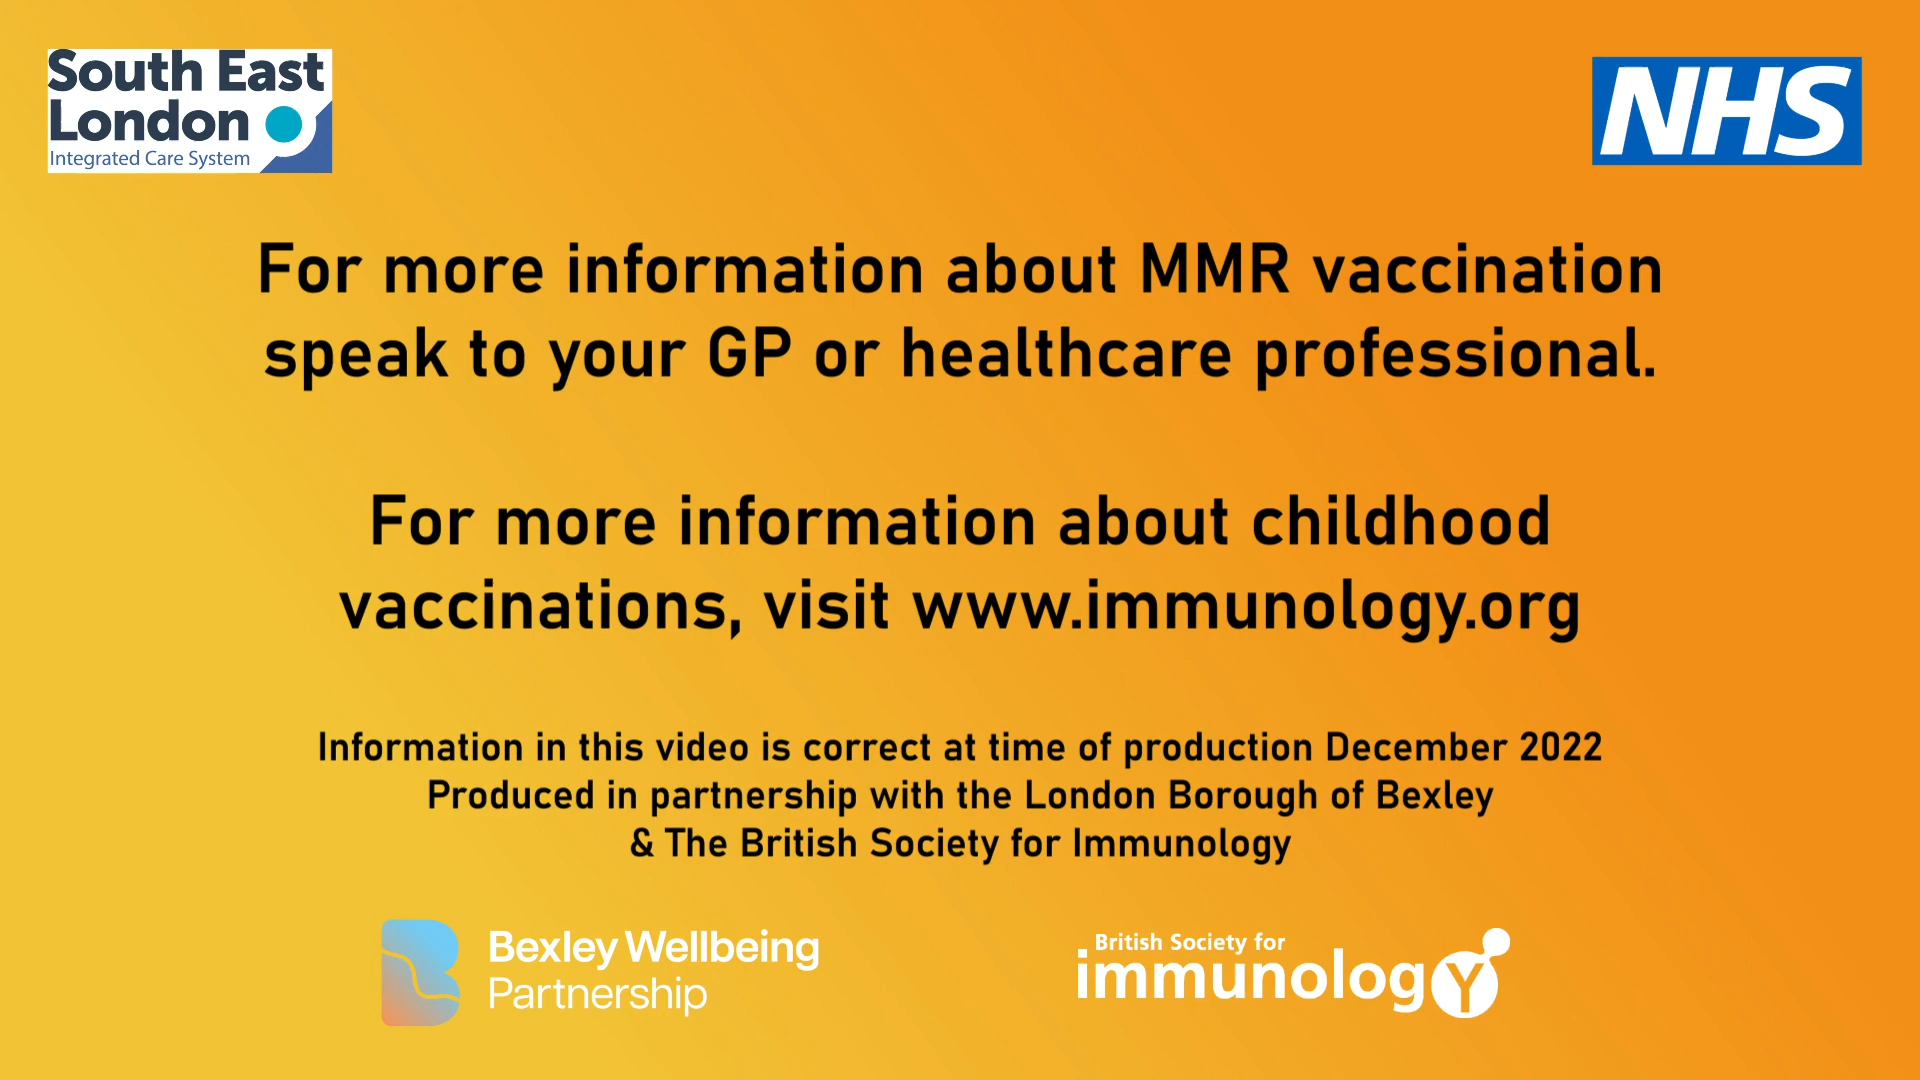 South East
London
Integrated Care System
NHS
For more information about MMR vaccination
speak to your GP or healthcare professional.
For more information about childhood
vaccinations, visit www.immunology.org
Information in this video is correct at time of production December 2022
Produced in partnership with the London Borough of Bexley
& The British Society for Immunology
Bexley Wellbeing
Partnership
British Society for
immunology